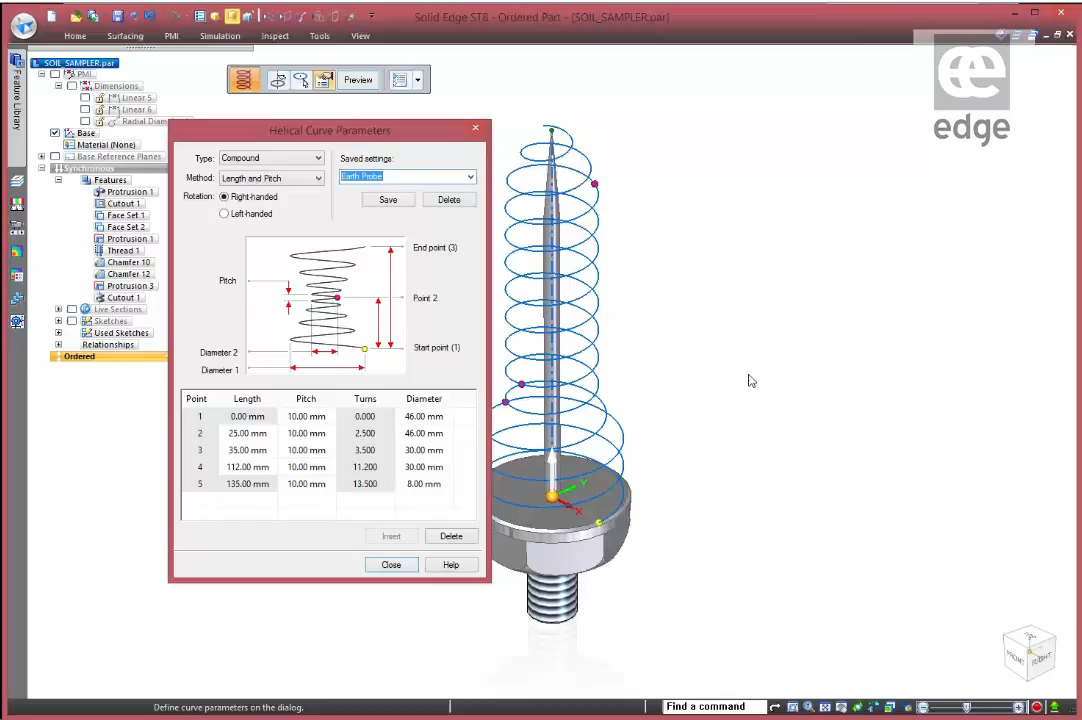 Solid Edge ST8 - Ordered Part - [SOIL_SAMPLER.par]
Home Surfacing PMI Simulation Inspect Tools View
Feature Library
SOIL_SAMPLER.par
PMI
Dimensions
Linear 5
Linear 6
Radial Diam
Base
Material (None)
Base Reference Planes
Synchronous
Features
Protrusion 1
Cutout 1
Face Set 1
Face Set 2
Protrusion 1
Thread 1
Chamfer 10
Chamfer 12
Protrusion 3
Cutout 1
Live Sections
Sketches
Used Sketches
Relationships
Ordered
Preview
Helical Curve Parameters
Type: Compound
Method: Length and Pitch
Rotation: Right-handed
Left-handed
Saved settings:
Earth Probe
Save Delete
End point (3)
Pitch
Point 2
Start point (1)
Diameter 2
Diameter 1
Point Length Pitch Turns Diameter
1 0.00 mm 10.00 mm 0.000 46.00 mm
2 25.00 mm 10.00 mm 2.500 46.00 mm
3 35.00 mm 10.00 mm 3.500 30.00 mm
4 112.00 mm 10.00 mm 11.200 30.00 mm
5 135.00 mm 10.00 mm 13.500 8.00 mm
Insert Delete
Close Help
ee
edge
Y
X
FRONT RIGHT
Define curve parameters on the dialog.
Find a command